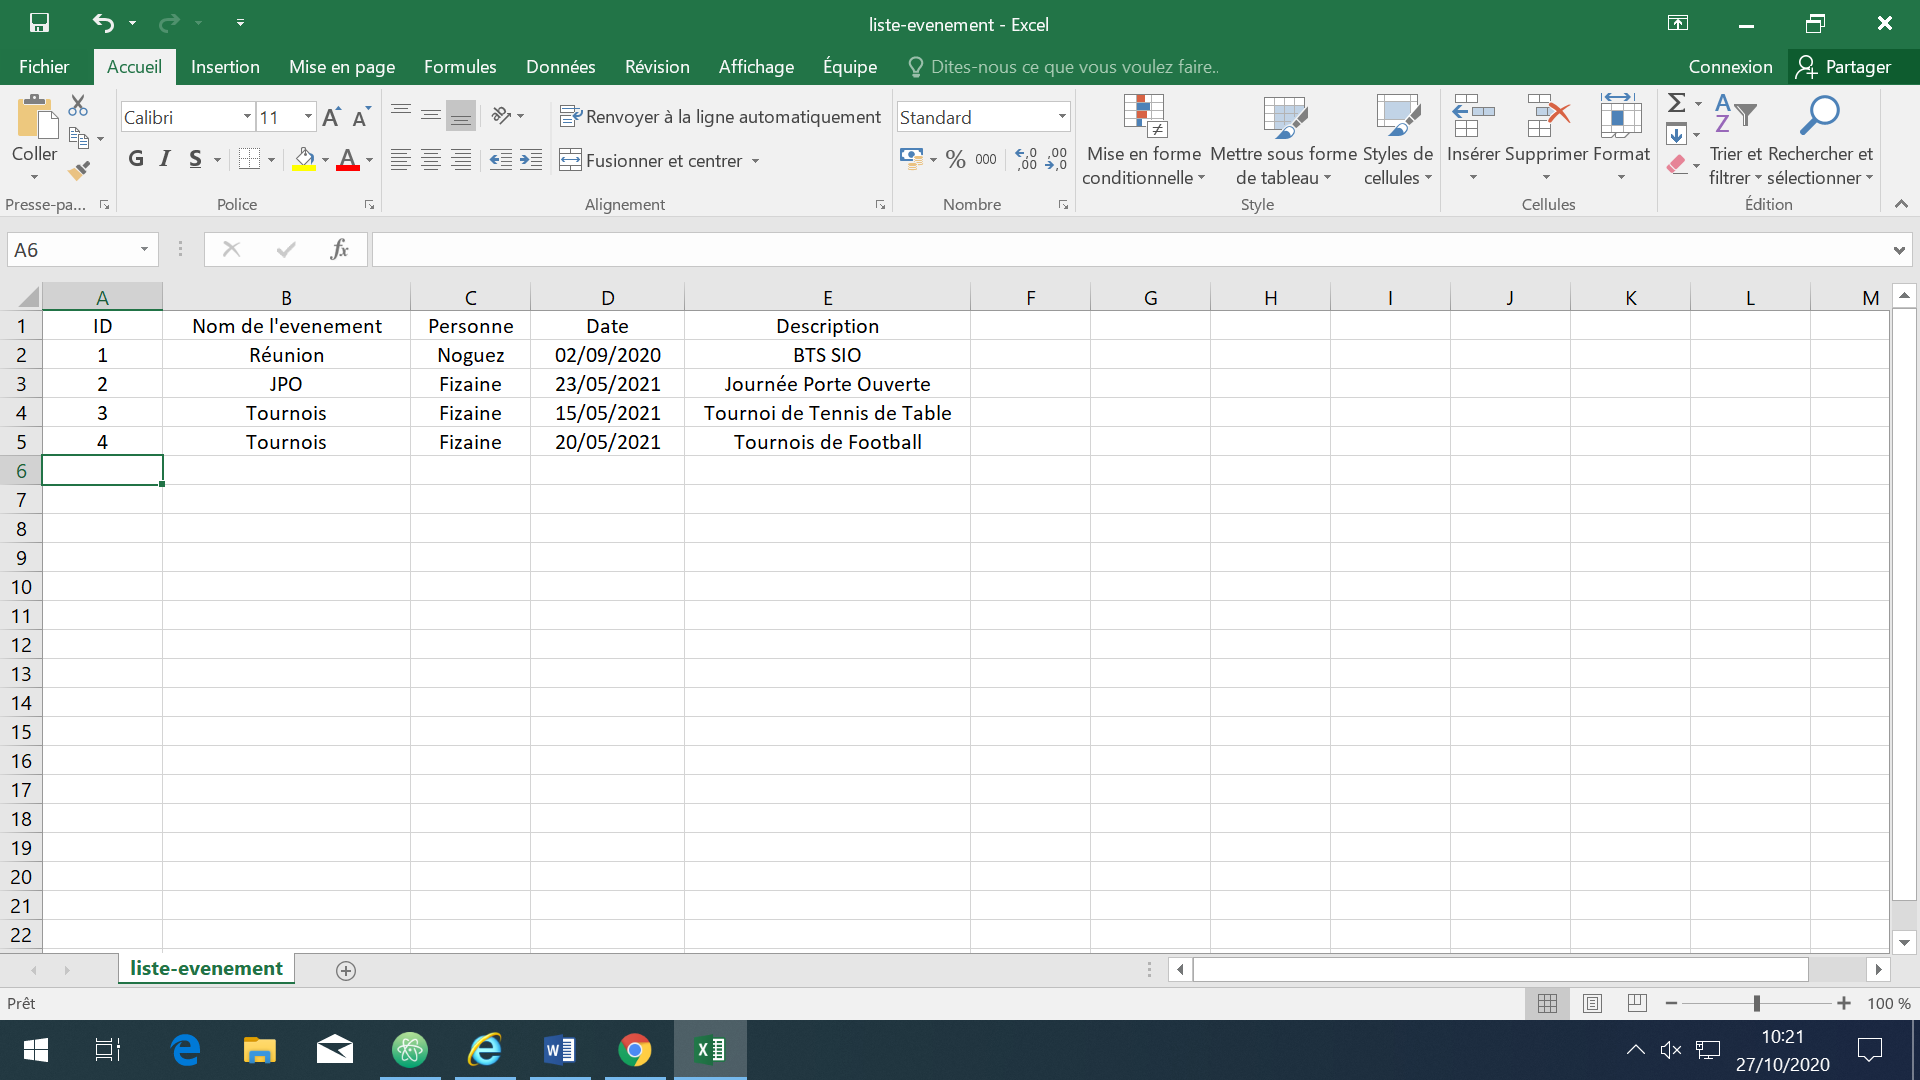 liste-evenement - Excel
Fichier Accueil Insertion Mise en page Formules Données Révision Affichage Équipe Dites-nous ce que vous voulez faire.. Connexion Partager
Coller
Presse-pa...
Calibri 11
G I S A
Police
Renvoyer à la ligne automatiquement
Fusionner et centrer
Alignement
Standard
% 000 ,0 ,00 ,00 ,0
Nombre
Mise en forme conditionnelle
Mettre sous forme de tableau
Styles de cellules
Style
Insérer Supprimer Format
Cellules
Trier et filtrer
Rechercher et sélectionner
Édition
A6 fx
A B C D E F G H I J K L M
1 ID Nom de l'evenement Personne Date Description
2 1 Réunion Noguez 02/09/2020 BTS SIO
3 2 JPO Fizaine 23/05/2021 Journée Porte Ouverte
4 3 Tournois Fizaine 15/05/2021 Tournoi de Tennis de Table
5 4 Tournois Fizaine 20/05/2021 Tournois de Football
6
7
8
9
10
11
12
13
14
15
16
17
18
19
20
21
22
liste-evenement
Prêt 100 %
10:21
27/10/2020